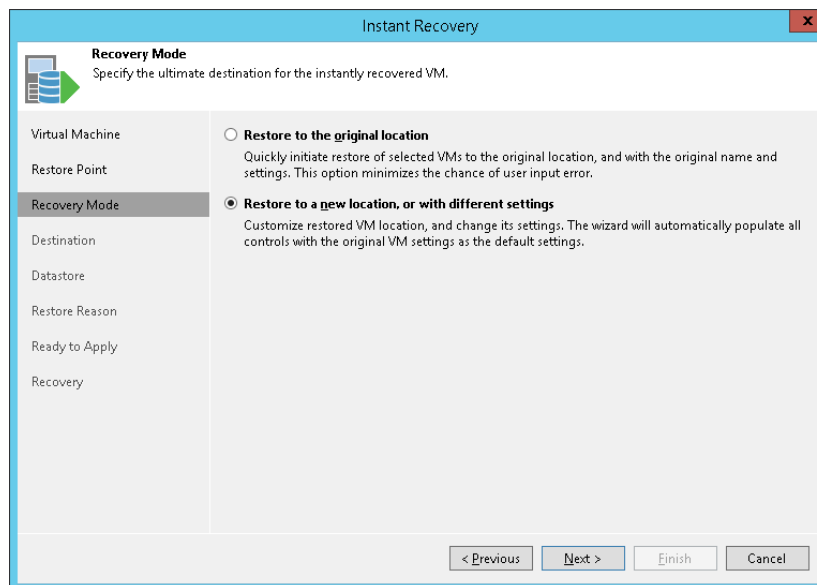 Instant Recovery
x
Recovery Mode
Specify the ultimate destination for the instantly recovered VM.
Virtual Machine
Restore Point
Recovery Mode
Destination
Datastore
Restore Reason
Ready to Apply
Recovery
Restore to the original location
Quickly initiate restore of selected VMs to the original location, and with the original name and
settings. This option minimizes the chance of user input error.
Restore to a new location, or with different settings
Customize restored VM location, and change its settings. The wizard will automatically populate all
controls with the original VM settings as the default settings.
< Previous
Next >
Finish
Cancel